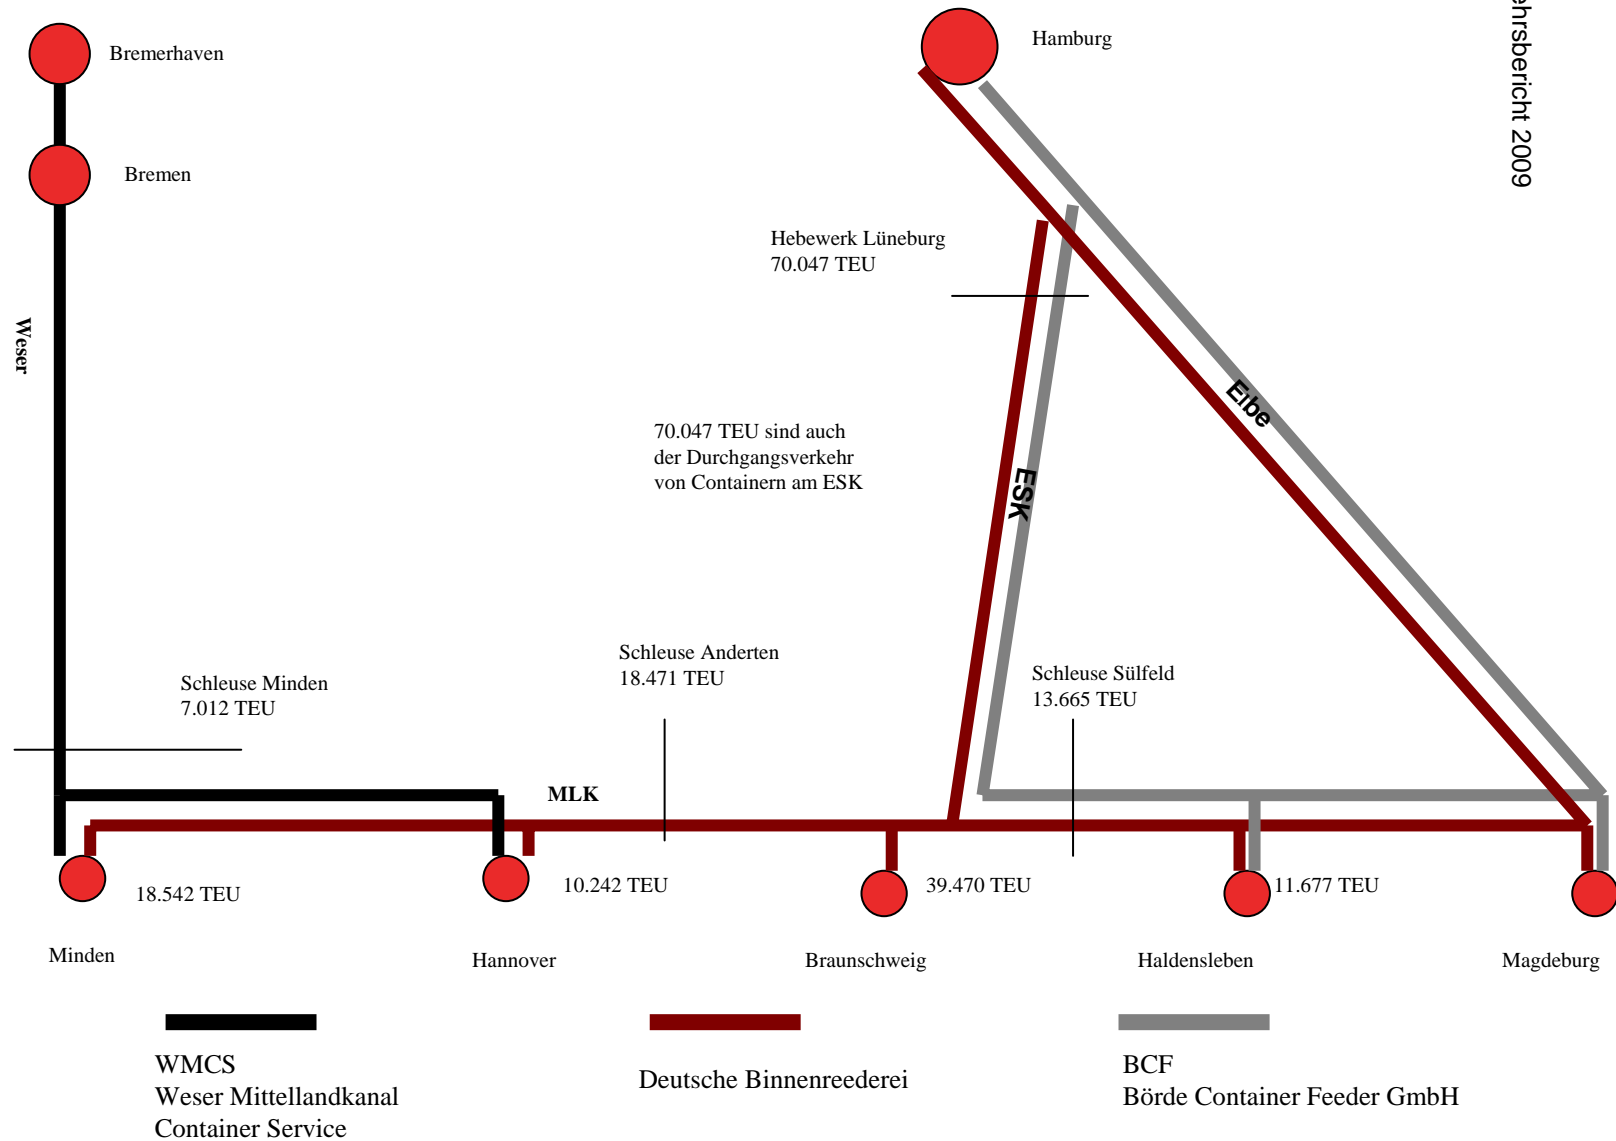 Bremerhaven
Hamburg
ehrsbericht 2009
Bremen
Hebewerk Lüneburg
70.047 TEU
Weser
Elbe
70.047 TEU sind auch
der Durchgangsverkehr
von Containern am ESK
ESK
Schleuse Anderten
18.471 TEU
Schleuse Sülfeld
13.665 TEU
Schleuse Minden
7.012 TEU
MLK
18.542 TEU
10.242 TEU
39.470 TEU
11.677 TEU
Minden
Hannover
Braunschweig
Haldensleben
Magdeburg
WMCS
Weser Mittellandkanal
Container Service
Deutsche Binnenreederei
BCF
Börde Container Feeder GmbH